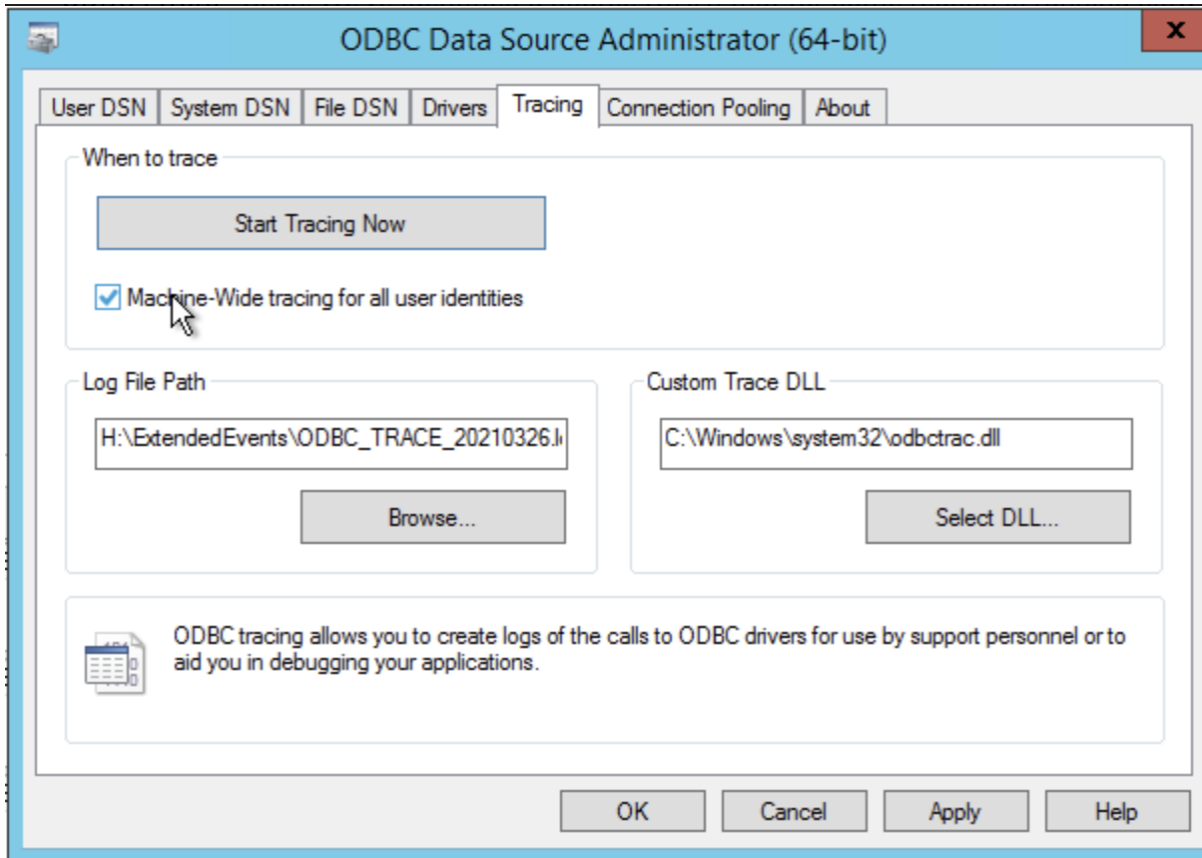 ODBC Data Source Administrator (64-bit)
x
User DSN System DSN File DSN Drivers Tracing Connection Pooling About
When to trace
Start Tracing Now
Machine-Wide tracing for all user identities
Log File Path
H:\ExtendedEvents\ODBC_TRACE_20210326.l
Browse...
Custom Trace DLL
C:\Windows\system32\odbctrac.dll
Select DLL...
ODBC tracing allows you to create logs of the calls to ODBC drivers for use by support personnel or to
aid you in debugging your applications.
OK Cancel Apply Help